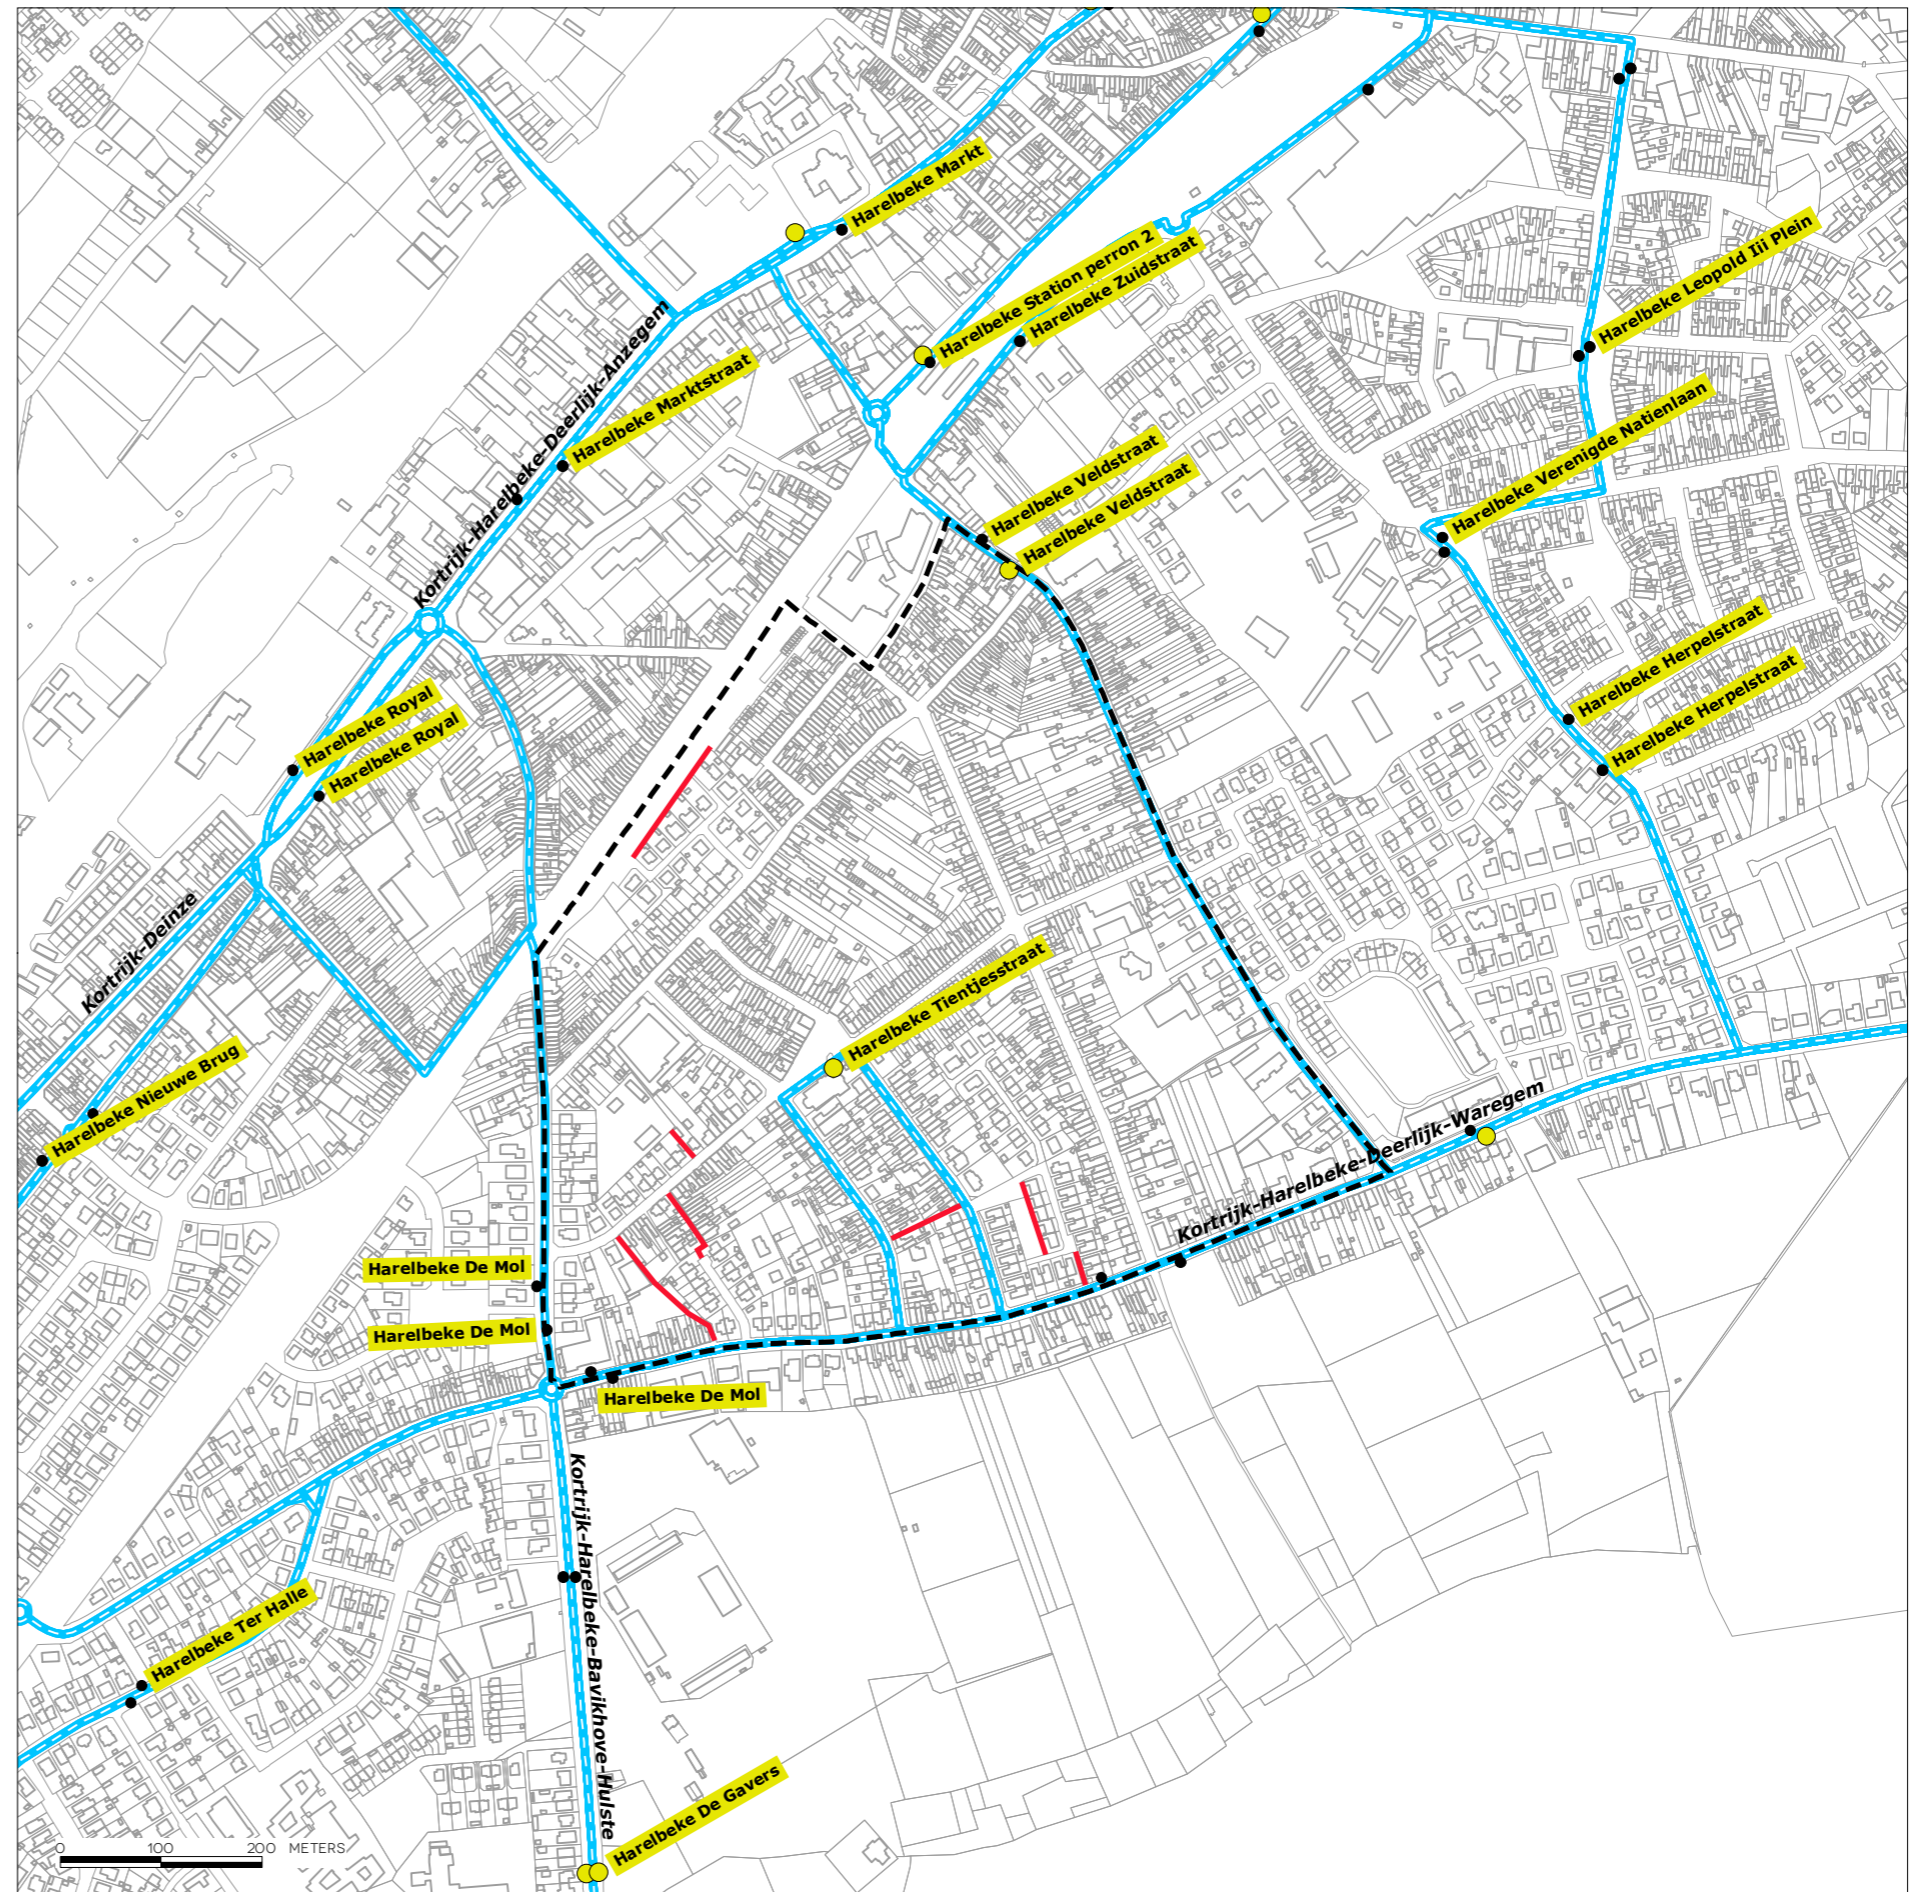 Harelbeke Markt
Harelbeke Station perron 2
Harelbeke Zuidstraat
Harelbeke Leopold Iii Plein
Kortrijk-Harelbeke-Deerlijk-Anzegem
Harelbeke Marktstraat
Harelbeke Verenigde Natienlaan
Harelbeke Veldstraat
Harelbeke Veldstraat
Harelbeke Herpelstraat
Harelbeke Herpelstraat
Harelbeke Royal
Harelbeke Royal
Kortrijk-Deinze
Harelbeke Tientjesstraat
Harelbeke Nieuwe Brug
Kortrijk-Harelbeke-Deerlijk-Waregem
Harelbeke De Mol
Harelbeke De Mol
Harelbeke De Mol
Kortrijk-Harelbeke-Bavikhove-Hulste
Harelbeke Ter Halle
Harelbeke De Gavers
0 100 200 METERS